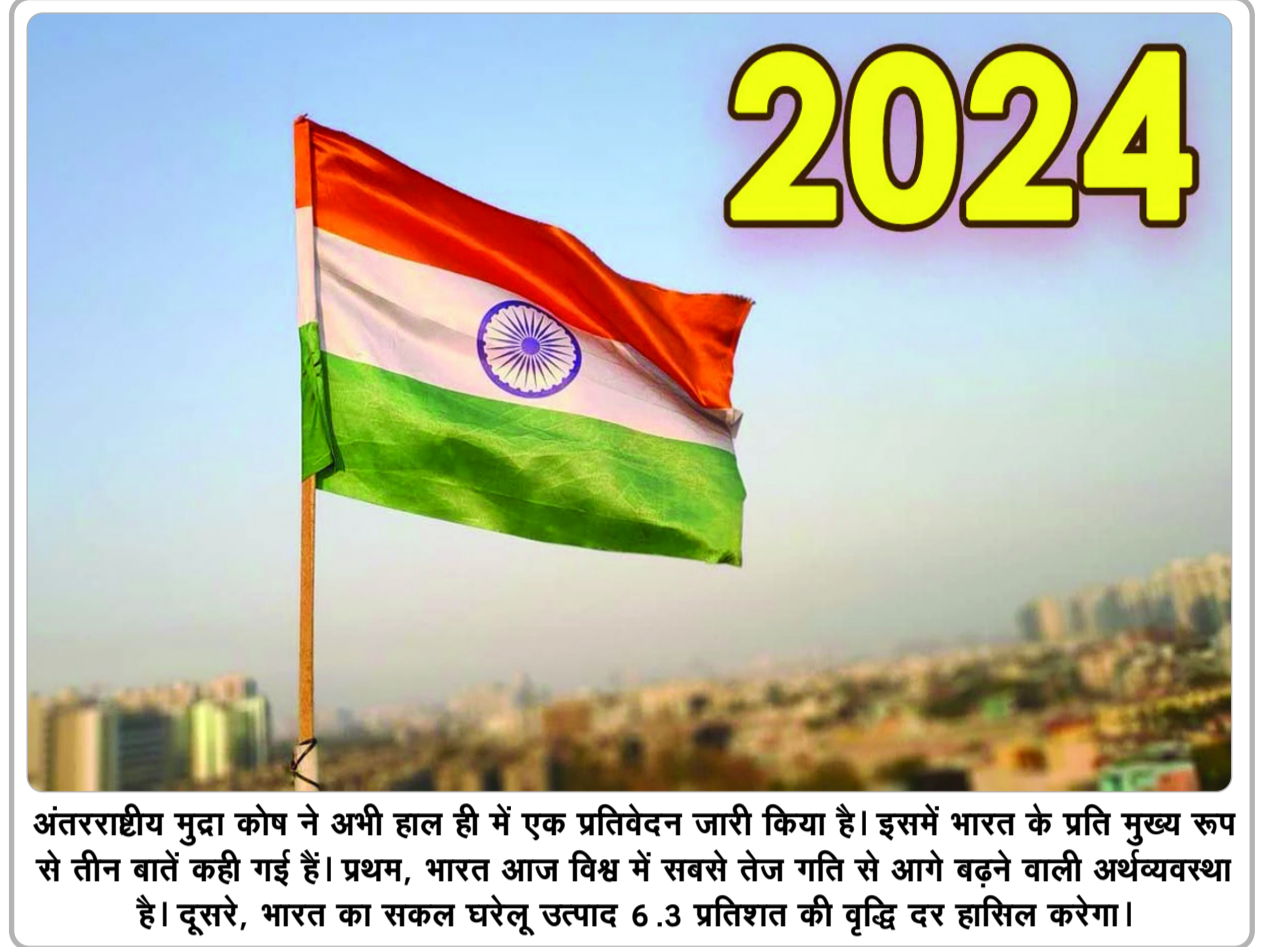 2024
अंतरराष्ट्रीय मुद्रा कोष ने अभी हाल ही में एक प्रतिवेदन जारी किया है। इसमें भारत के प्रति मुख्य रूप
से तीन बातें कही गई हैं। प्रथम, भारत आज विश्व में सबसे तेज गति से आगे बढ़ने वाली अर्थव्यवस्था
है। दूसरे, भारत का सकल घरेलू उत्पाद 6.3 प्रतिशत की वृद्धि दर हासिल करेगा।